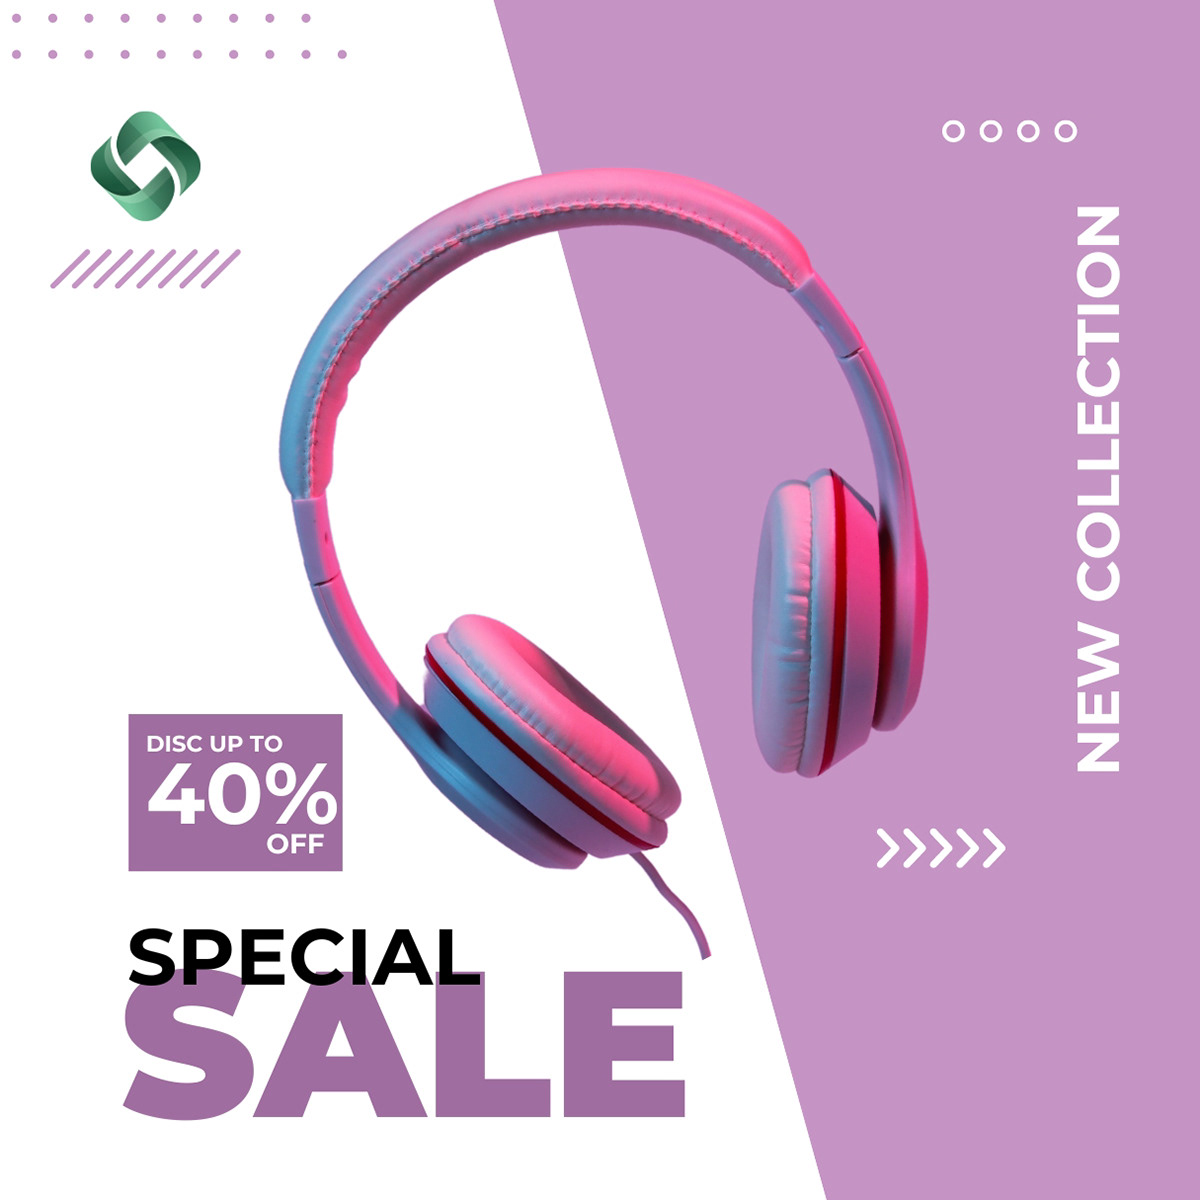 NEW COLLECTION
DISC UP TO
40%
OFF
SPECIAL
SALE